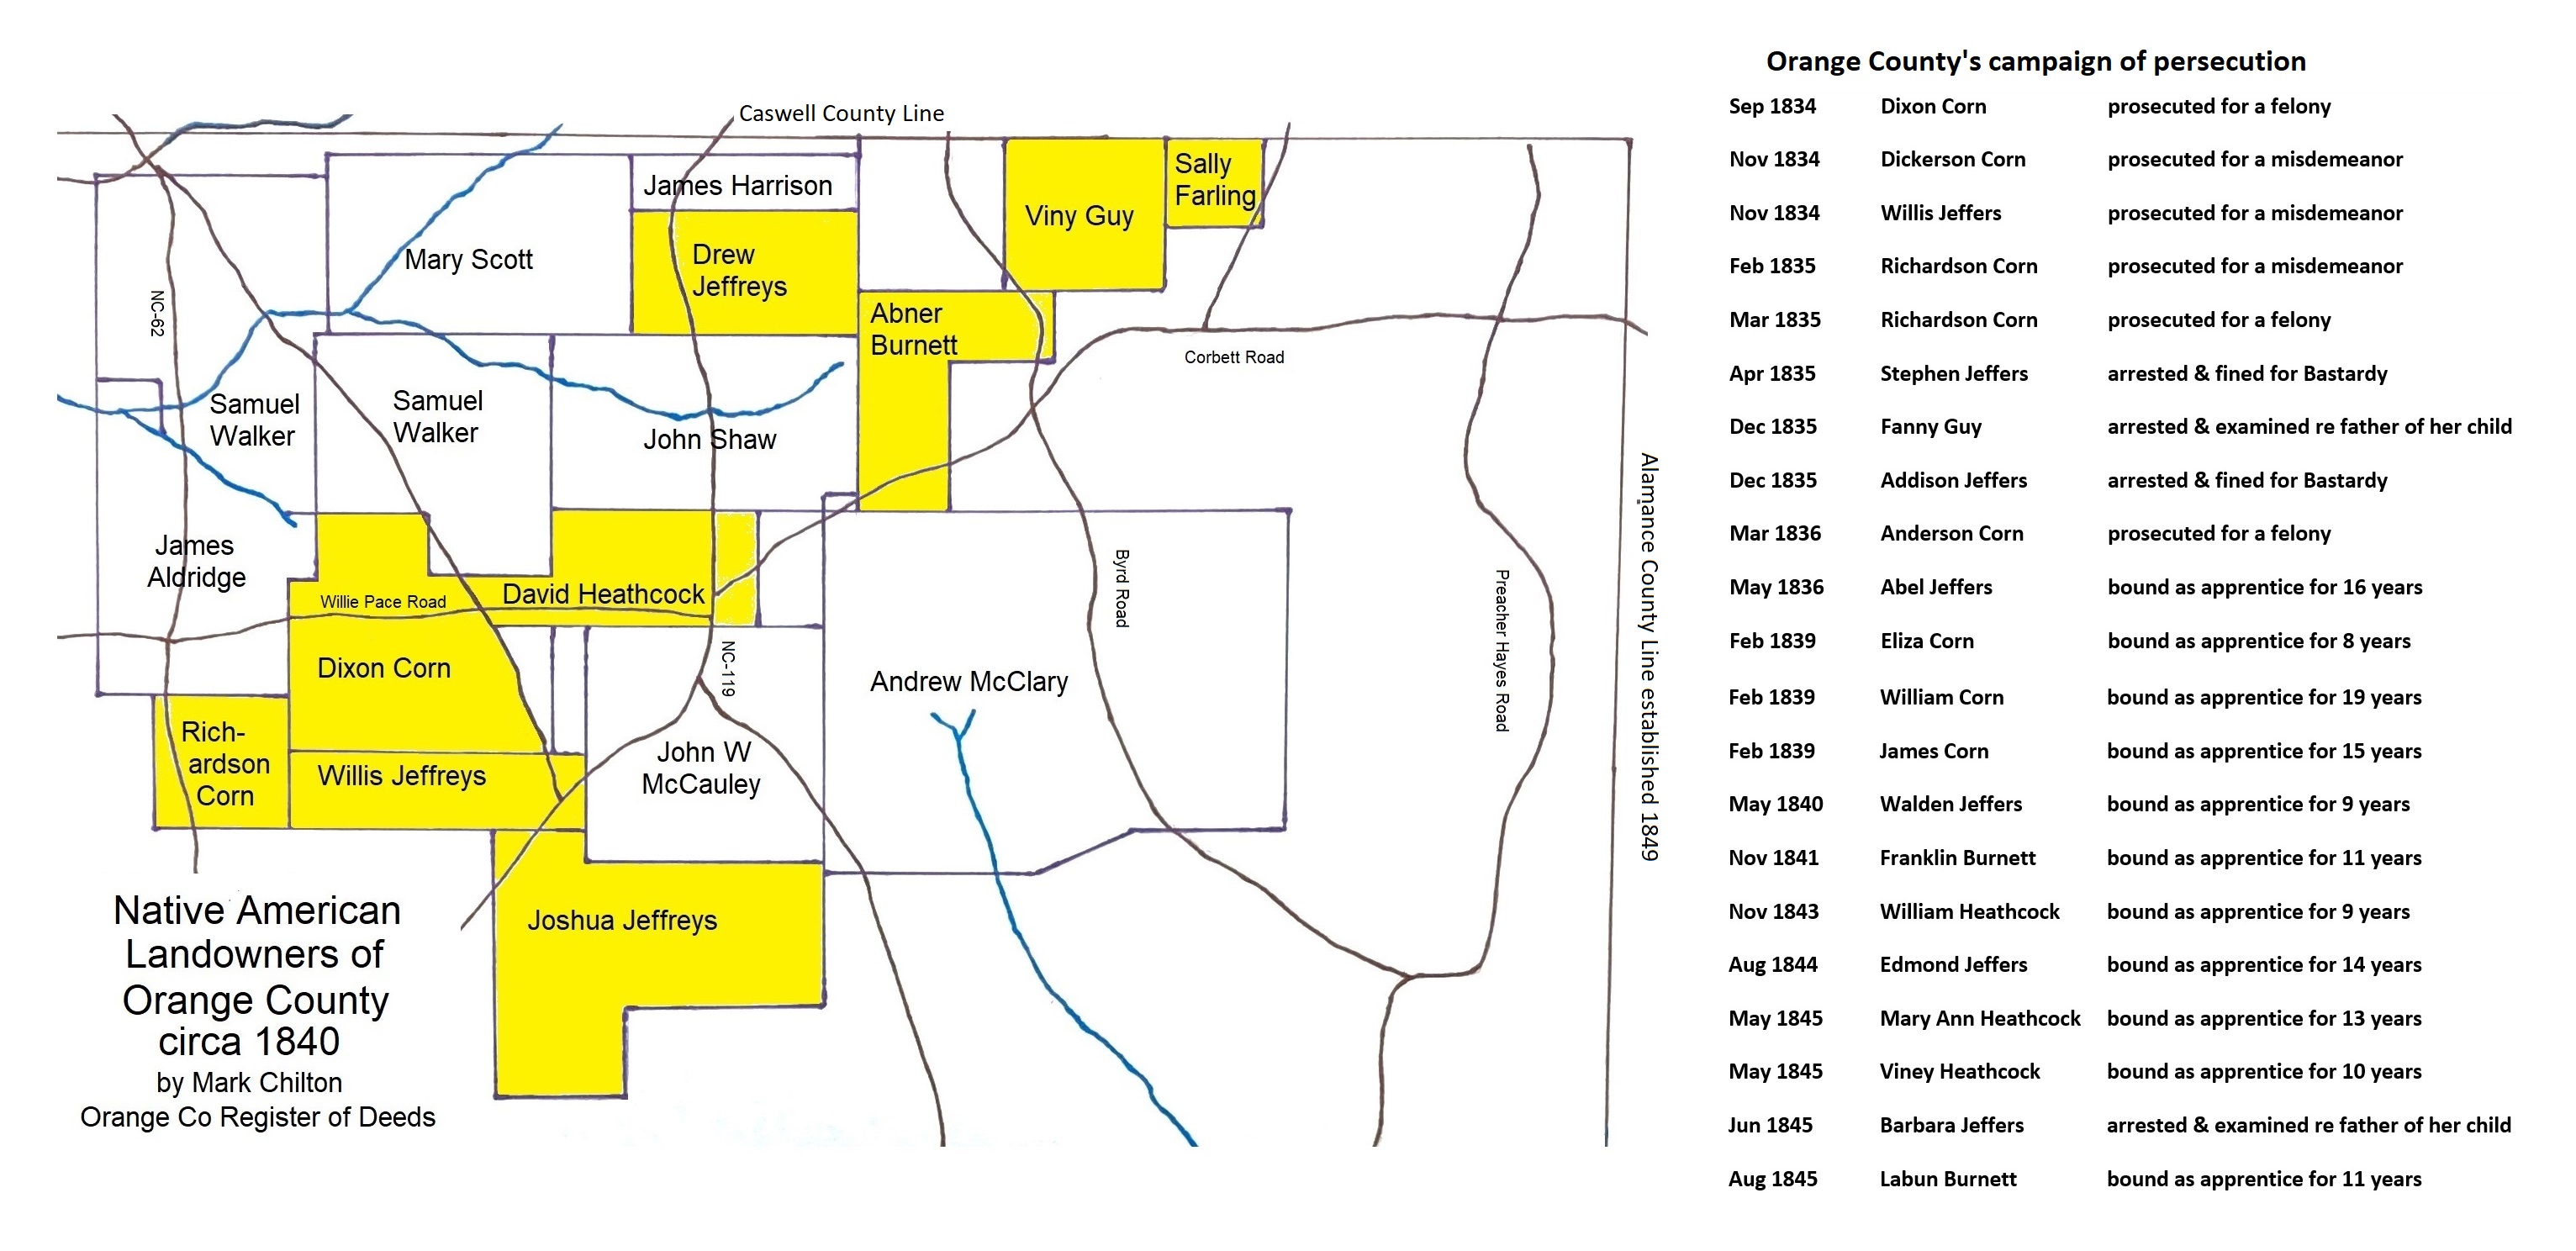 Caswell County Line
James Harrison
Mary Scott
Drew
Jeffreys
Viny Guy
Sally
Farling
Abner
Burnett
NC-62
Samuel
Walker
Samuel
Walker
John Shaw
Corbett Road
James
Aldridge
Willie Pace Road
David Heathcock
Dixon Corn
NC-119
Andrew McClary
Byrd Road
Preacher Hayes Road
Alamance County Line established 1849
Rich-
ardson
Corn
Willis Jeffreys
John W
McCauley
Joshua Jeffreys
Native American
Landowners of
Orange County
circa 1840
by Mark Chilton
Orange Co Register of Deeds
Orange County's campaign of persecution
Sep 1834 Dixon Corn prosecuted for a felony
Nov 1834 Dickerson Corn prosecuted for a misdemeanor
Nov 1834 Willis Jeffers prosecuted for a misdemeanor
Feb 1835 Richardson Corn prosecuted for a misdemeanor
Mar 1835 Richardson Corn prosecuted for a felony
Apr 1835 Stephen Jeffers arrested & fined for Bastardy
Dec 1835 Fanny Guy arrested & examined re father of her child
Dec 1835 Addison Jeffers arrested & fined for Bastardy
Mar 1836 Anderson Corn prosecuted for a felony
May 1836 Abel Jeffers bound as apprentice for 16 years
Feb 1839 Eliza Corn bound as apprentice for 8 years
Feb 1839 William Corn bound as apprentice for 19 years
Feb 1839 James Corn bound as apprentice for 15 years
May 1840 Walden Jeffers bound as apprentice for 9 years
Nov 1841 Franklin Burnett bound as apprentice for 11 years
Nov 1843 William Heathcock bound as apprentice for 9 years
Aug 1844 Edmond Jeffers bound as apprentice for 14 years
May 1845 Mary Ann Heathcock bound as apprentice for 13 years
May 1845 Viney Heathcock bound as apprentice for 10 years
Jun 1845 Barbara Jeffers arrested & examined re father of her child
Aug 1845 Labun Burnett bound as apprentice for 11 years